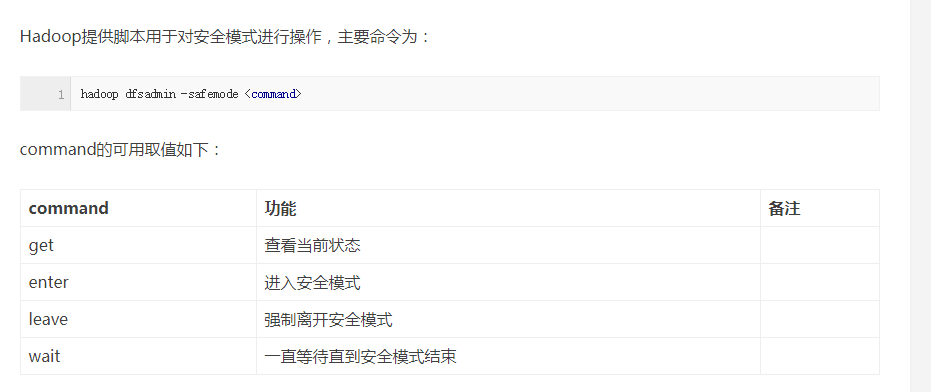 Hadoop提供脚本用于对安全模式进行操作，主要命令为：
1 hadoop dfsadmin -safemode <command>
command的可用取值如下：
command 功能 备注
get 查看当前状态
enter 进入安全模式
leave 强制离开安全模式
wait 一直等待直到安全模式结束